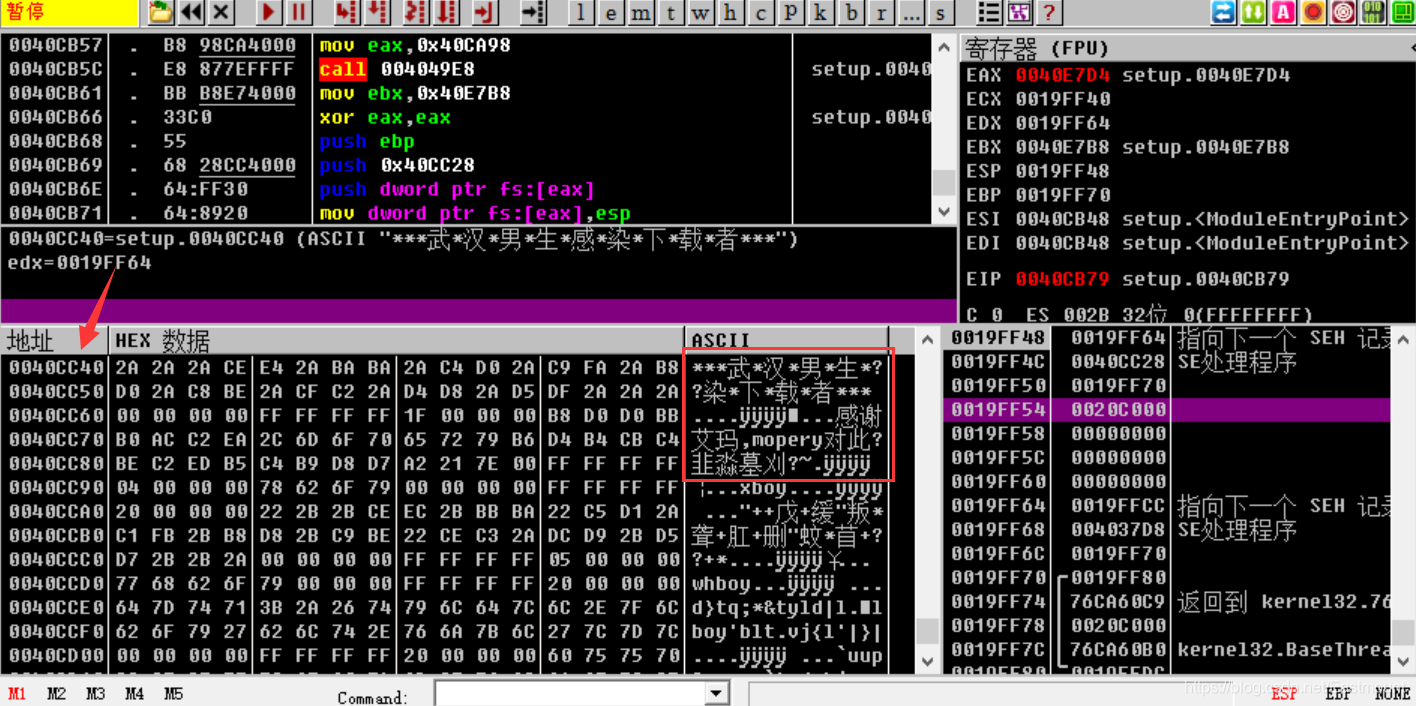 暂停
l e m t w h c p k b r ... s
0040CB57 . B8 98CA4000 mov eax,0x40CA98
0040CB5C . E8 877EFFFF call 004049E8 setup.0040
0040CB61 . BB B8E74000 mov ebx,0x40E7B8
0040CB66 . 33C0 xor eax,eax setup.0040
0040CB68 . 55 push ebp
0040CB69 . 68 28CC4000 push 0x40CC28
0040CB6E . 64:FF30 push dword ptr fs:[eax]
0040CB71 . 64:8920 mov dword ptr fs:[eax],esp
0040CC40=setup.0040CC40 (ASCII "***武*汉*男*生*感*染*下*载*者***")
edx=0019FF64
寄存器 (FPU)
EAX 0040E7D4 setup.0040E7D4
ECX 0019FF40
EDX 0019FF64
EBX 0040E7B8 setup.0040E7B8
ESP 0019FF48
EBP 0019FF70
ESI 0040CB48 setup.<ModuleEntryPoint>
EDI 0040CB48 setup.<ModuleEntryPoint>
EIP 0040CB79 setup.0040CB79
C 0 ES 002B 32位 0(FFFFFFFF)
地址 HEX 数据 ASCII
0040CC40 2A 2A 2A CE E4 2A BA BA 2A C4 D0 2A C9 FA 2A B8 ***武*汉*男*生*?
0040CC50 D0 2A C8 BE 2A CF C2 2A D4 D8 2A D5 DF 2A 2A 2A ?染*下*载*者***
0040CC60 00 00 00 00 FF FF FF FF 1F 00 00 00 B8 D0 D0 BB ....ÿÿÿÿ■...感谢
0040CC70 B0 AC C2 EA 2C 6D 6F 70 65 72 79 B6 D4 B4 CB C4 艾玛,mopery对此?
0040CC80 BE C2 ED B5 C4 B9 D8 D7 A2 21 7E 00 FF FF FF FF 韭淼墓刈?~.ÿÿÿÿ
0040CC90 04 00 00 00 78 62 6F 79 00 00 00 00 FF FF FF FF ¦...xboy....ÿÿÿÿ
0040CCA0 20 00 00 00 22 2B 2B CE EC 2B BB BA 22 C5 D1 2A ..."++戊+缓"叛*
0040CCB0 C1 FB 2B B8 D8 2B C9 BE 22 CE C3 2A DC D9 2B D5 聋+肛+删"蚊*苜+?
0040CCC0 D7 2B 2B 2A 00 00 00 00 FF FF FF FF 05 00 00 00 ?++*....ÿÿÿÿ...
0040CCD0 77 68 62 6F 79 00 00 00 FF FF FF FF 20 00 00 00 whboy...ÿÿÿÿ ...
0040CCE0 64 7D 74 71 3B 2A 26 74 79 6C 64 7C 6C 2E 7F 6C d}tq;*&tyld|l.■l
0040CCF0 62 6F 79 27 62 6C 74 2E 76 6A 7B 6C 27 7C 7D 7C boy'blt.vj{l'|}|
0040CD00 00 00 00 00 FF FF FF FF 20 00 00 00 60 75 75 70 ....ÿÿÿÿ ...`uup
0019FF48 0019FF64 指向下一个 SEH 记录
0019FF4C 0040CC28 SE处理程序
0019FF50 0019FF70
0019FF54 0020C000
0019FF58 00000000
0019FF5C 00000000
0019FF60 00000000
0019FF64 0019FFCC 指向下一个 SEH 记录
0019FF68 004037D8 SE处理程序
0019FF6C 0019FF70
0019FF70 0019FF80
0019FF74 76CA60C9 返回到 kernel32.76
0019FF78 0020C000
0019FF7C 76CA60B0 kernel32.BaseThrea
M1 M2 M3 M4 M5 Command: ESP EBP NONE